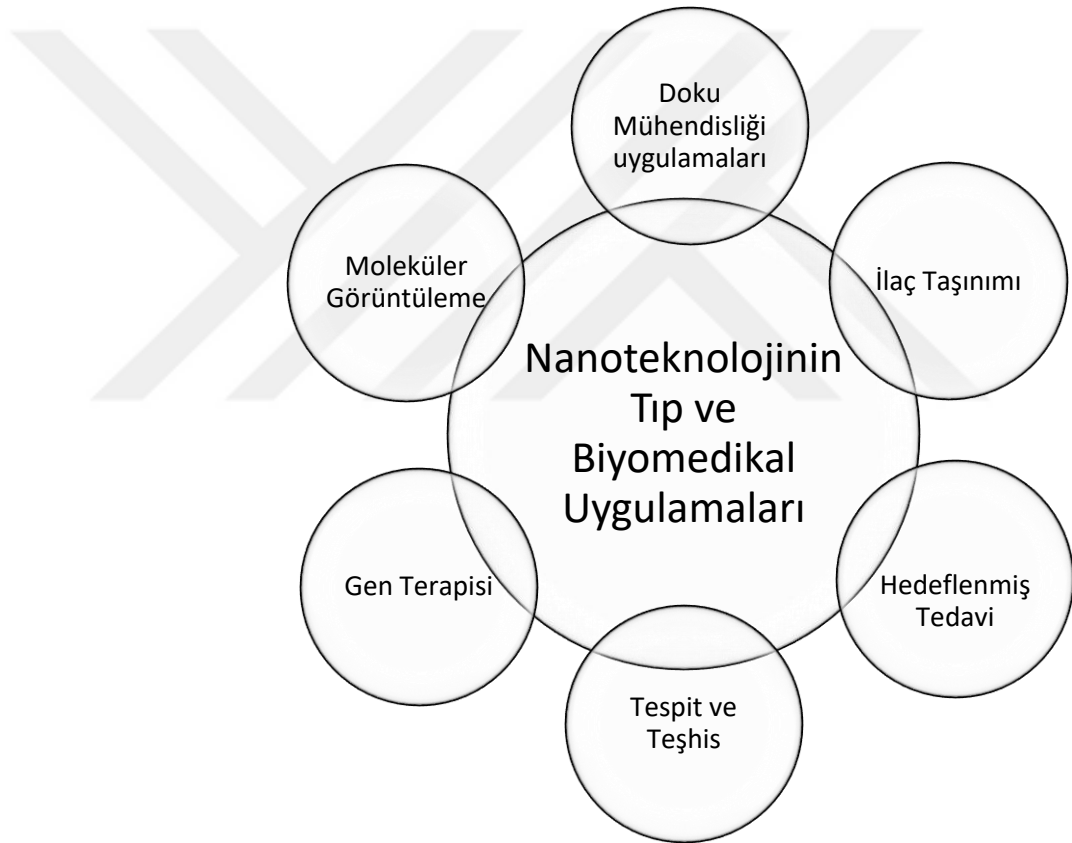 Doku
Mühendisliği
uygulamaları
Moleküler
Görüntüleme
İlaç Taşınımı
Nanoteknolojinin
Tıp ve
Biyomedikal
Uygulamaları
Gen Terapisi
Hedeflenmiş
Tedavi
Tespit ve
Teşhis